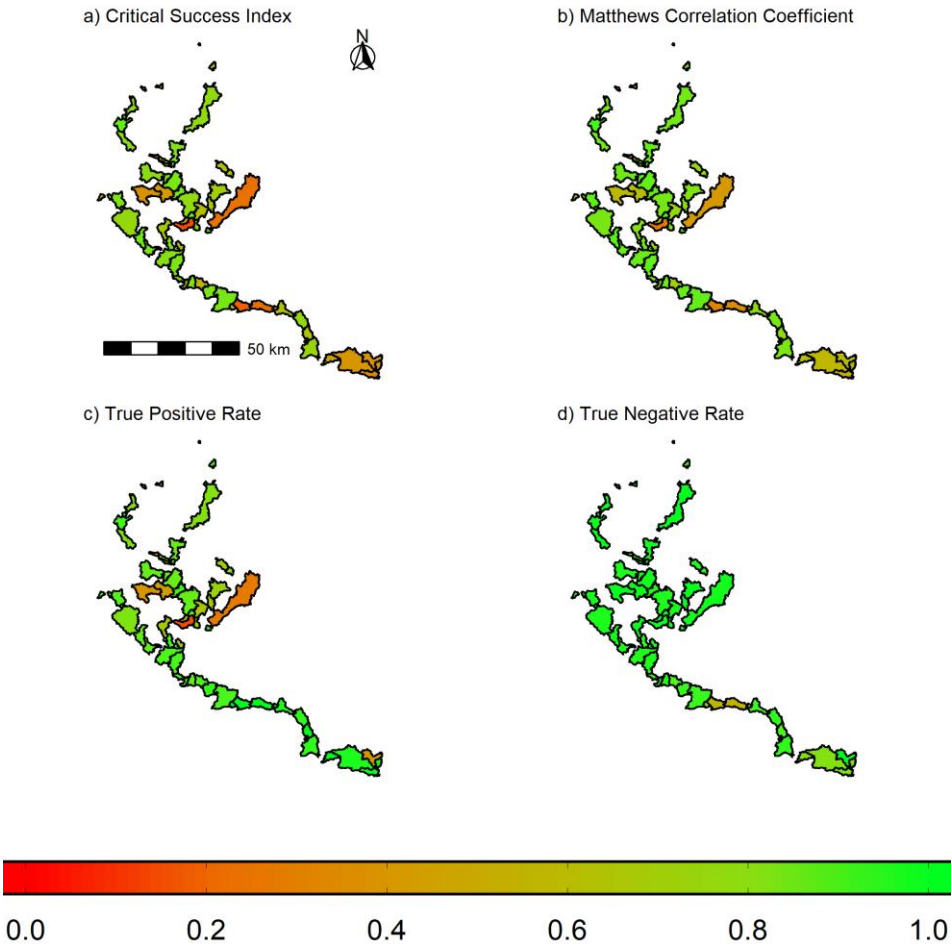 a) Critical Success Index
b) Matthews Correlation Coefficient
N
50 km
c) True Positive Rate
d) True Negative Rate
0.0 0.2 0.4 0.6 0.8 1.0